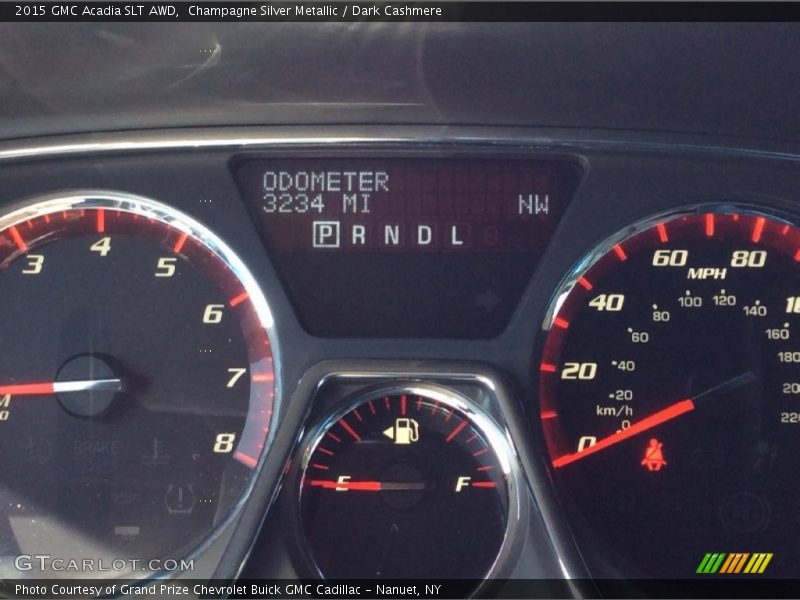 2015 GMC Acadia SLT AWD,  Champagne Silver Metallic / Dark Cashmere
ODOMETER
3234 MI NW
P R N D L
3 4 5 6 7 8
0 20 40 60 80
MPH
0 20 40 60 80 100 120 140 160 180
km/h
E F
BRAKE
GTCARLOT.COM
Photo Courtesy of Grand Prize Chevrolet Buick GMC Cadillac - Nanuet, NY